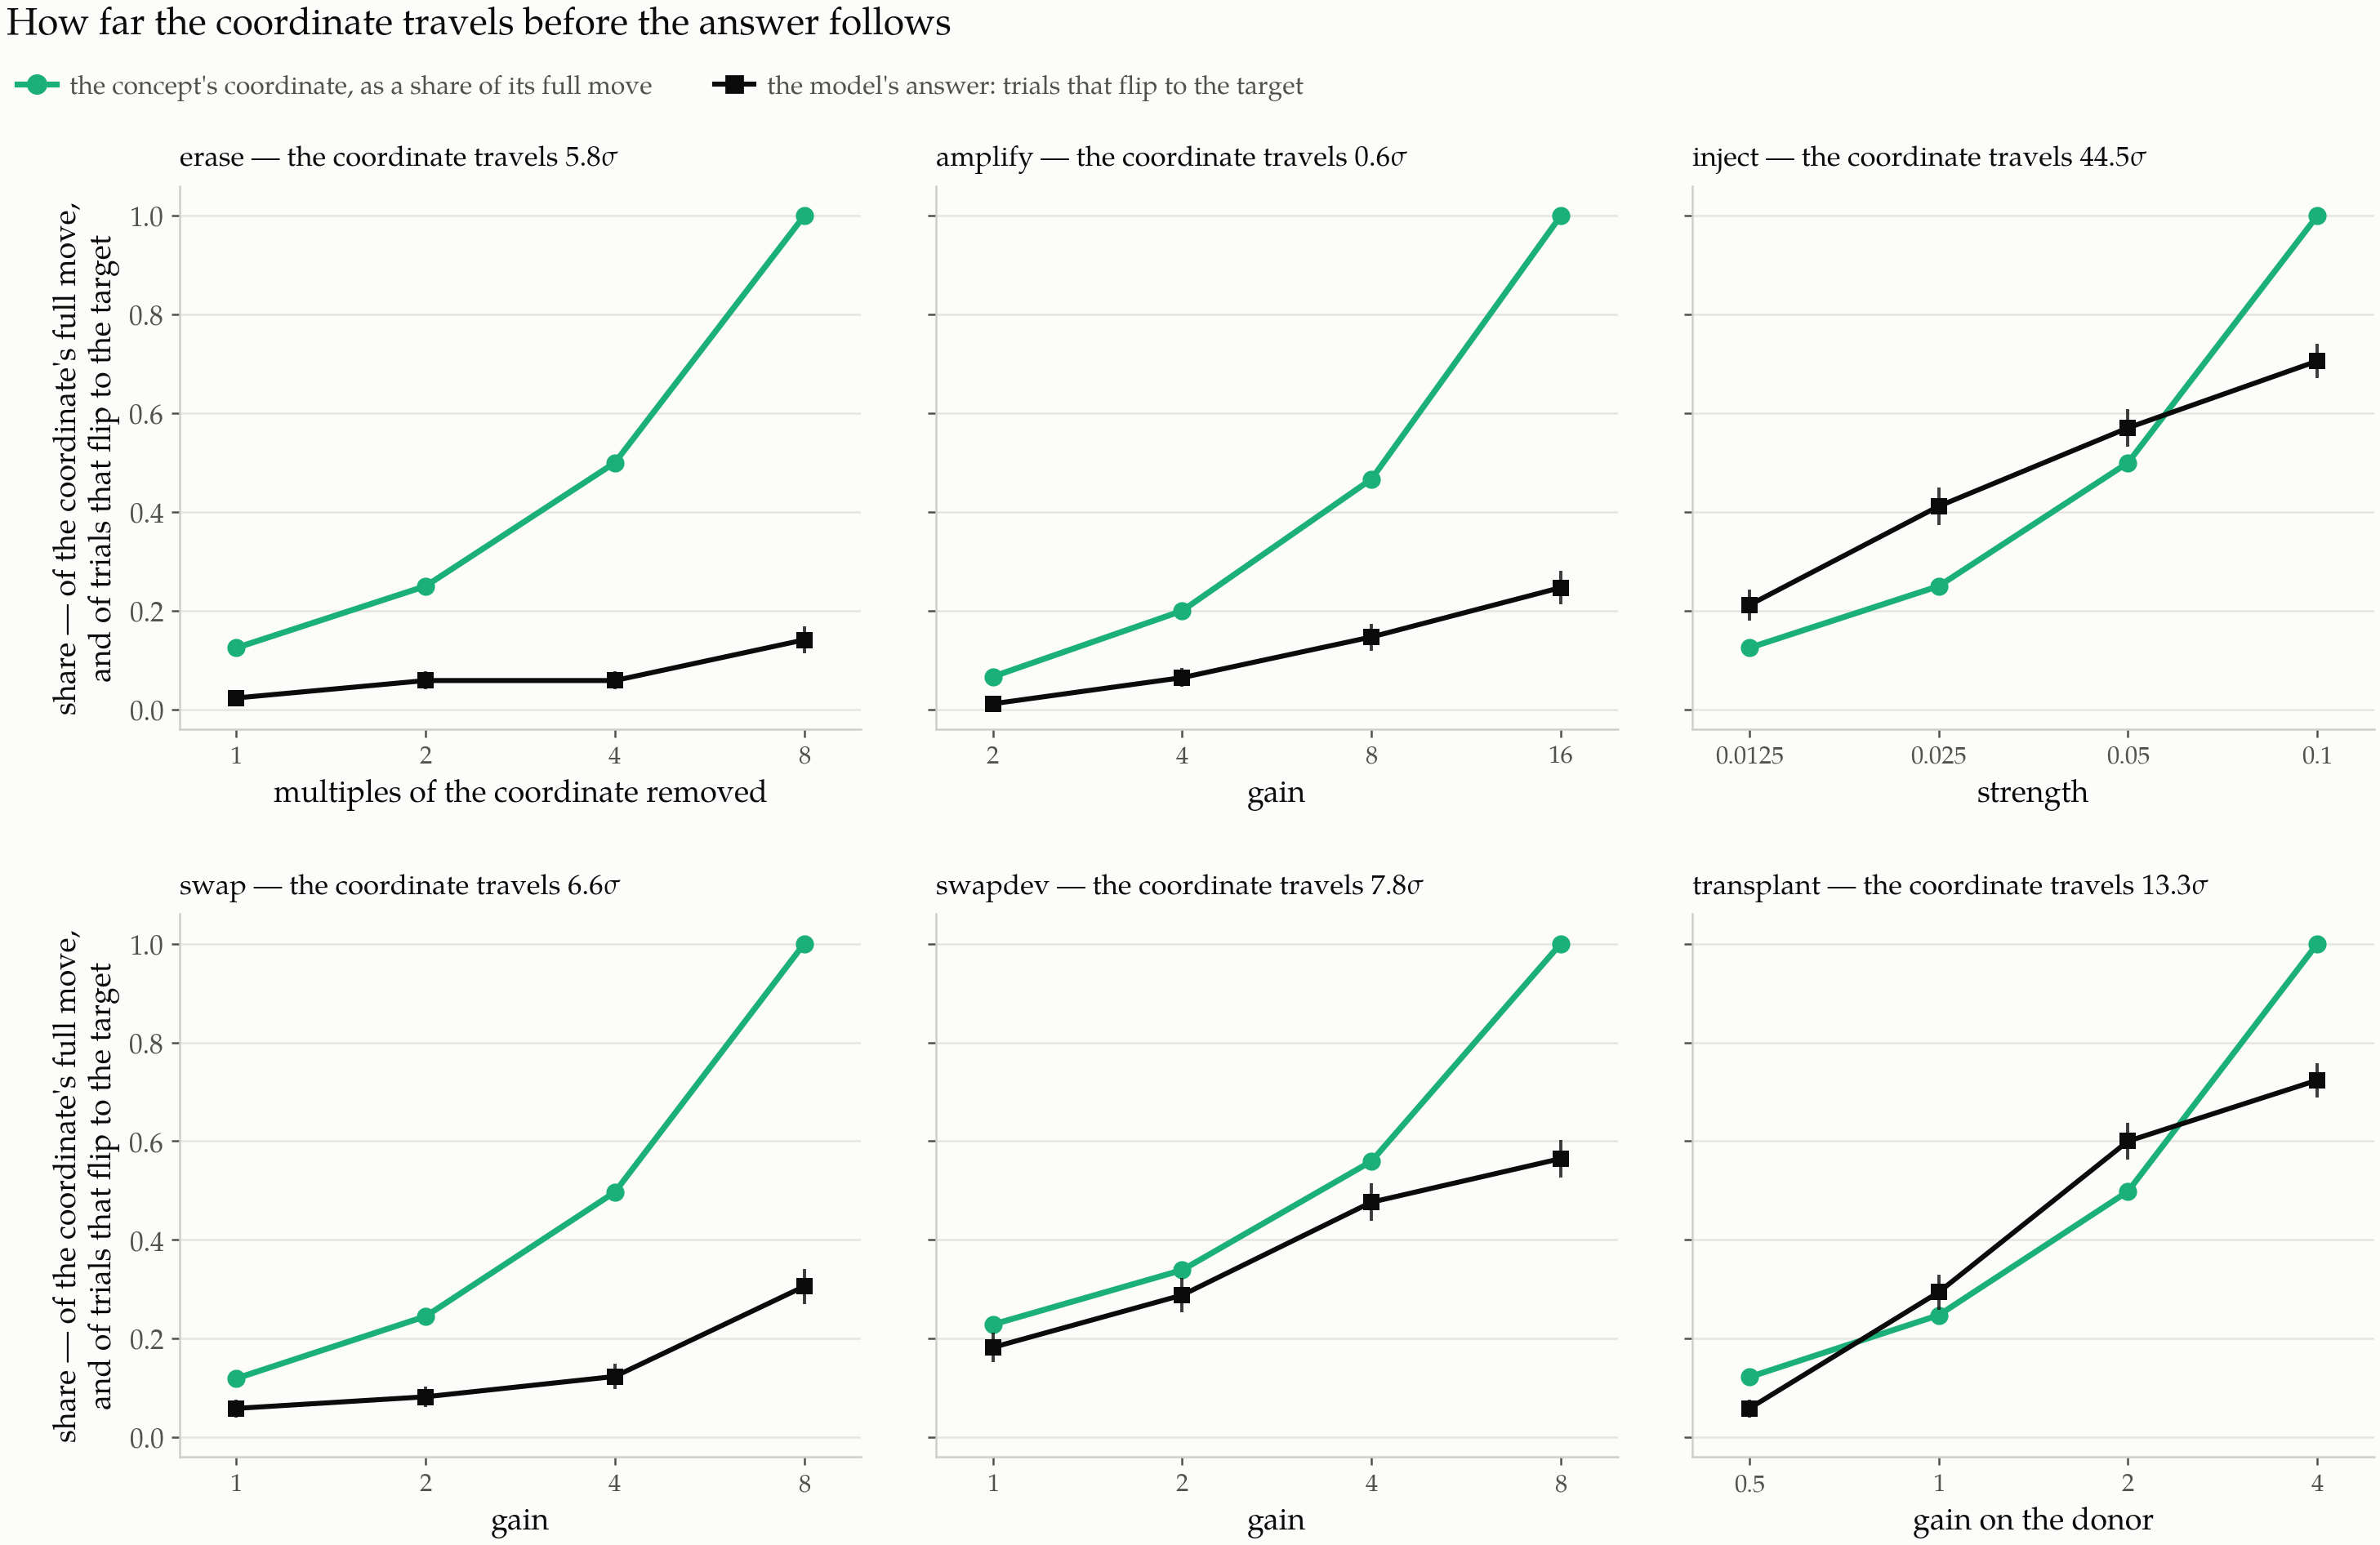 How far the coordinate travels before the answer follows
the concept's coordinate, as a share of its full move
the model's answer: trials that flip to the target
erase — the coordinate travels 5.8σ
share — of the coordinate's full move,
and of trials that flip to the target
1.0
0.8
0.6
0.4
0.2
0.0
1 2 4 8
multiples of the coordinate removed
amplify — the coordinate travels 0.6σ
2 4 8 16
gain
inject — the coordinate travels 44.5σ
0.0125 0.025 0.05 0.1
strength
swap — the coordinate travels 6.6σ
share — of the coordinate's full move,
and of trials that flip to the target
1.0
0.8
0.6
0.4
0.2
0.0
1 2 4 8
gain
swapdev — the coordinate travels 7.8σ
1 2 4 8
gain
transplant — the coordinate travels 13.3σ
0.5 1 2 4
gain on the donor